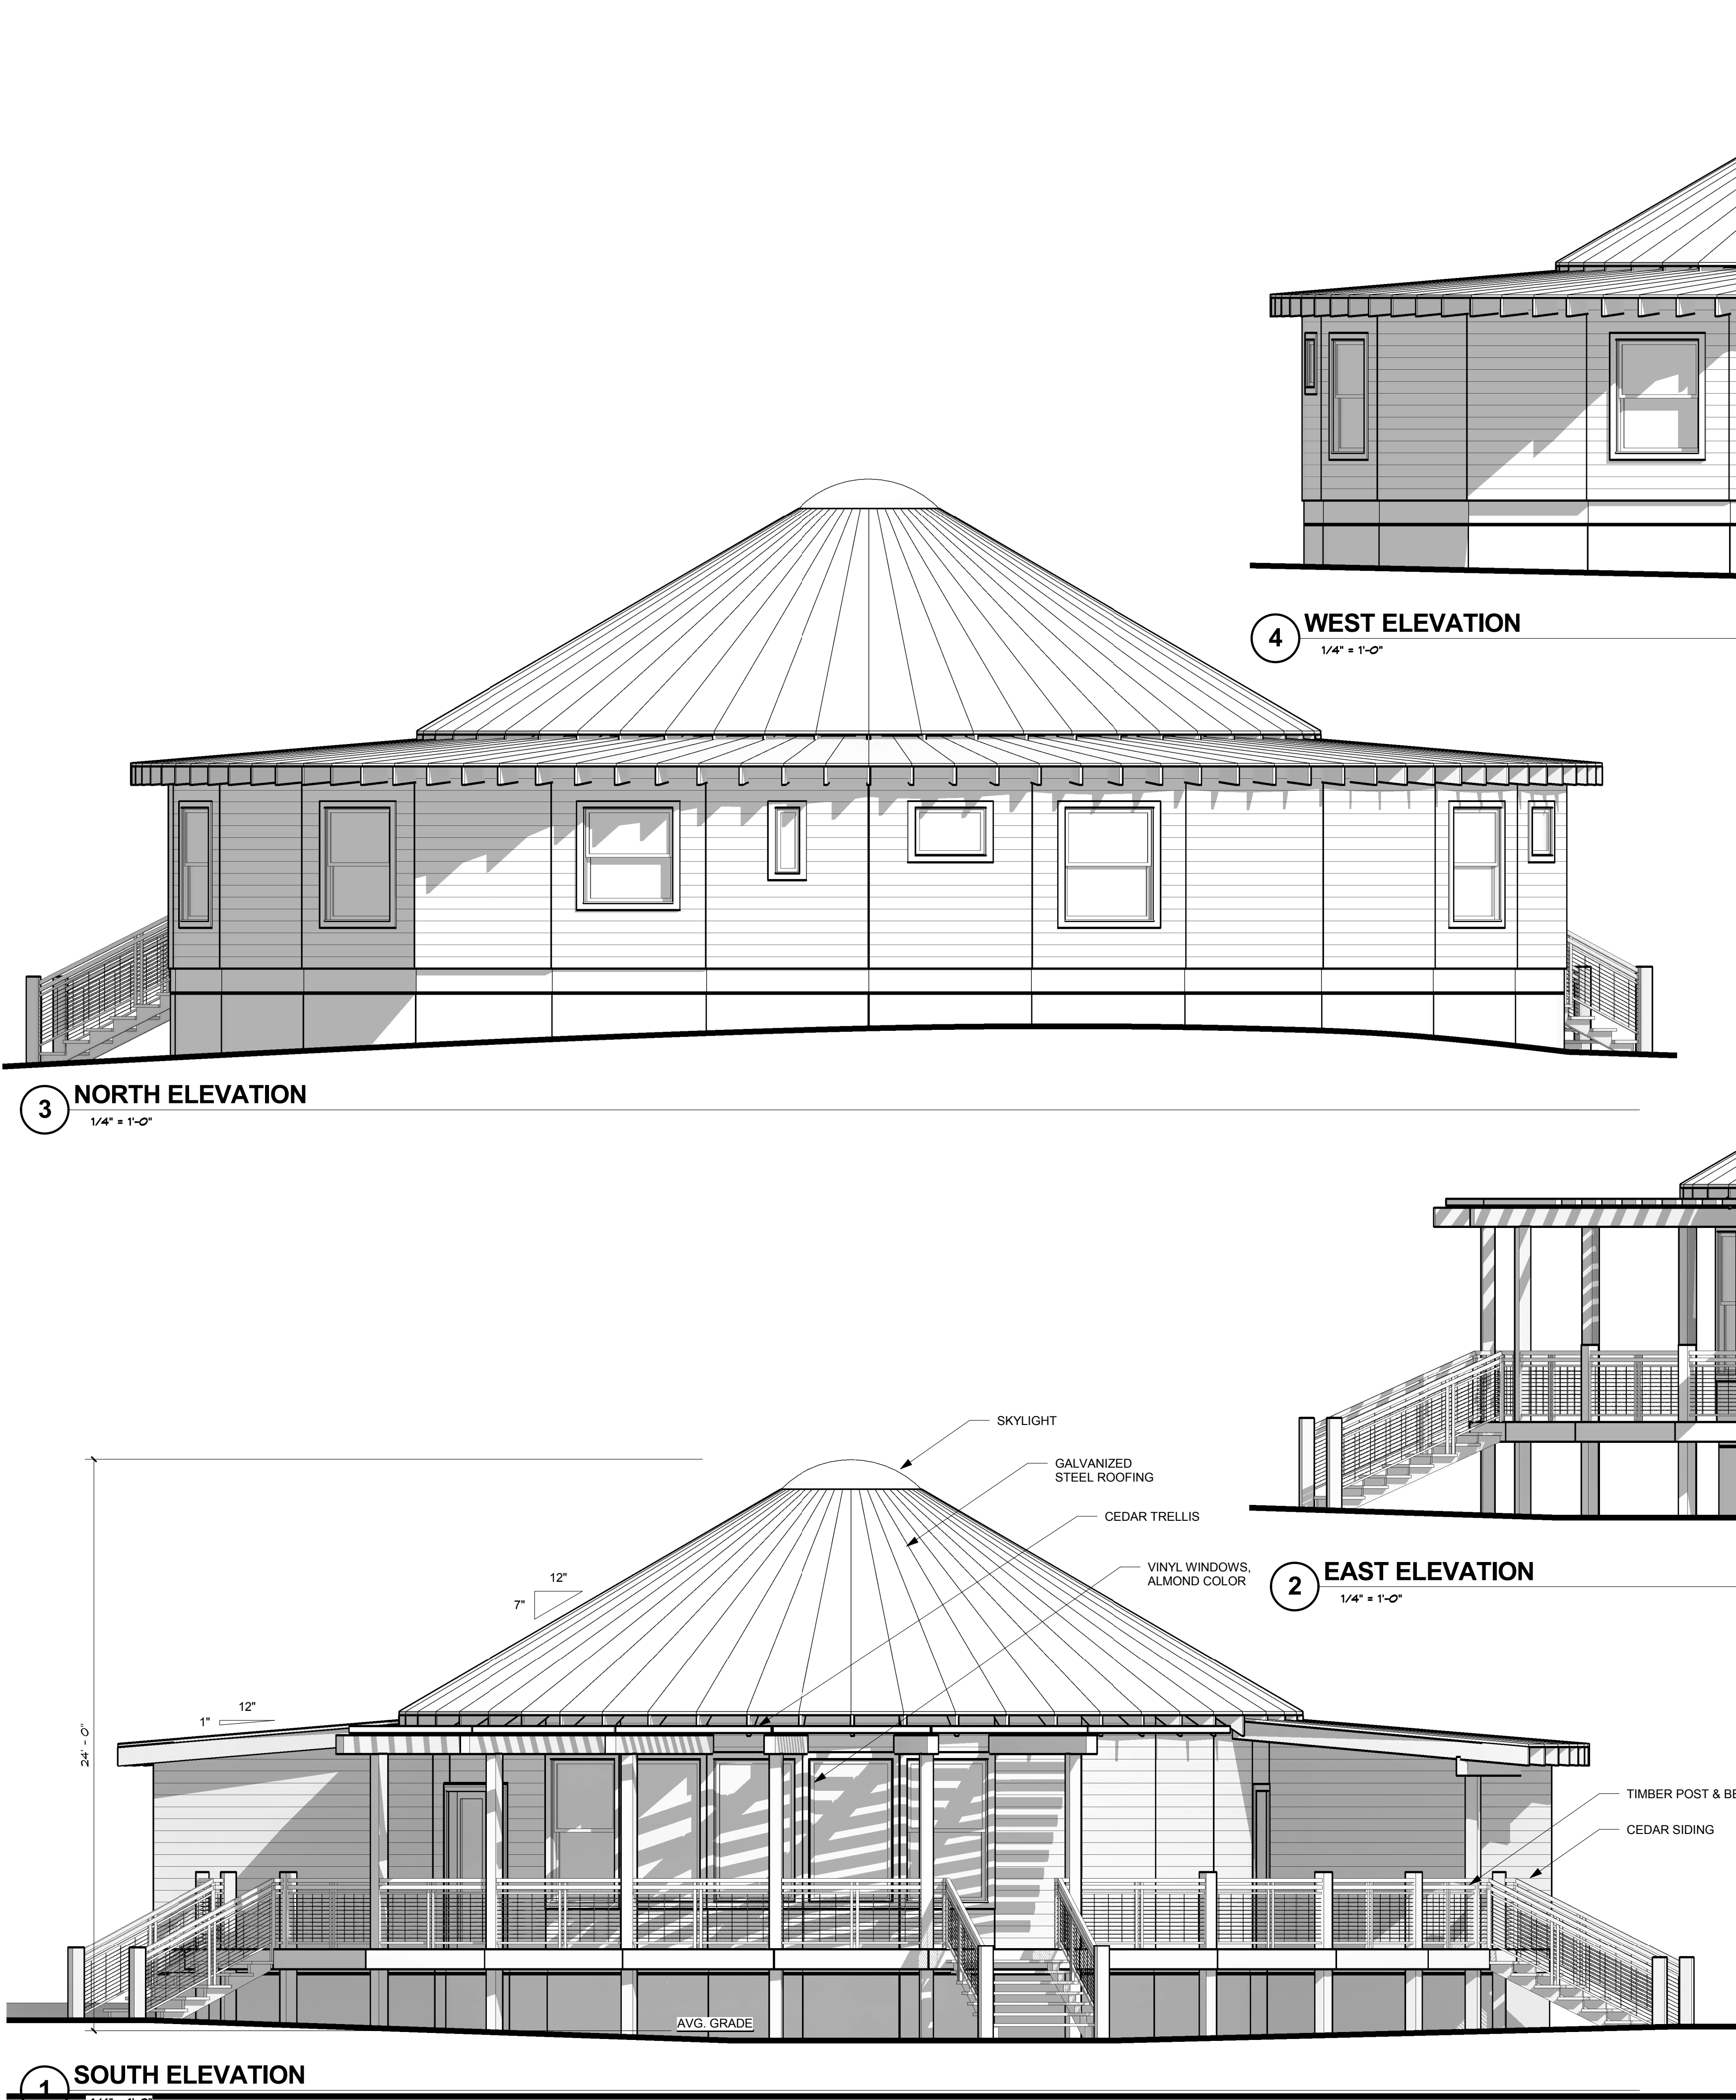 4 WEST ELEVATION
1/4" = 1'-0"
3 NORTH ELEVATION
1/4" = 1'-0"
SKYLIGHT
GALVANIZED
STEEL ROOFING
CEDAR TRELLIS
VINYL WINDOWS,
ALMOND COLOR
2 EAST ELEVATION
1/4" = 1'-0"
12"
7"
12"
1"
24' - 0"
TIMBER POST & BE
CEDAR SIDING
AVG. GRADE
1 SOUTH ELEVATION